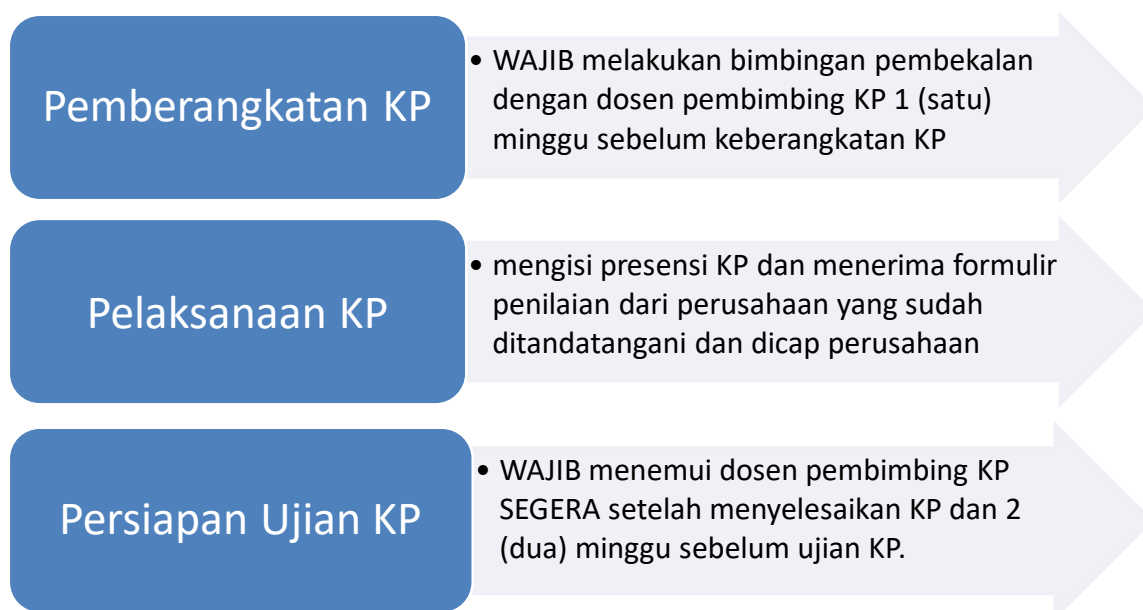 Pemberangkatan KP
• WAJIB melakukan bimbingan pembekalan
dengan dosen pembimbing KP 1 (satu)
minggu sebelum keberangkatan KP
Pelaksanaan KP
• mengisi presensi KP dan menerima formulir
penilaian dari perusahaan yang sudah
ditandatangani dan dicap perusahaan
Persiapan Ujian KP
• WAJIB menemui dosen pembimbing KP
SEGERA setelah menyelesaikan KP dan 2
(dua) minggu sebelum ujian KP.